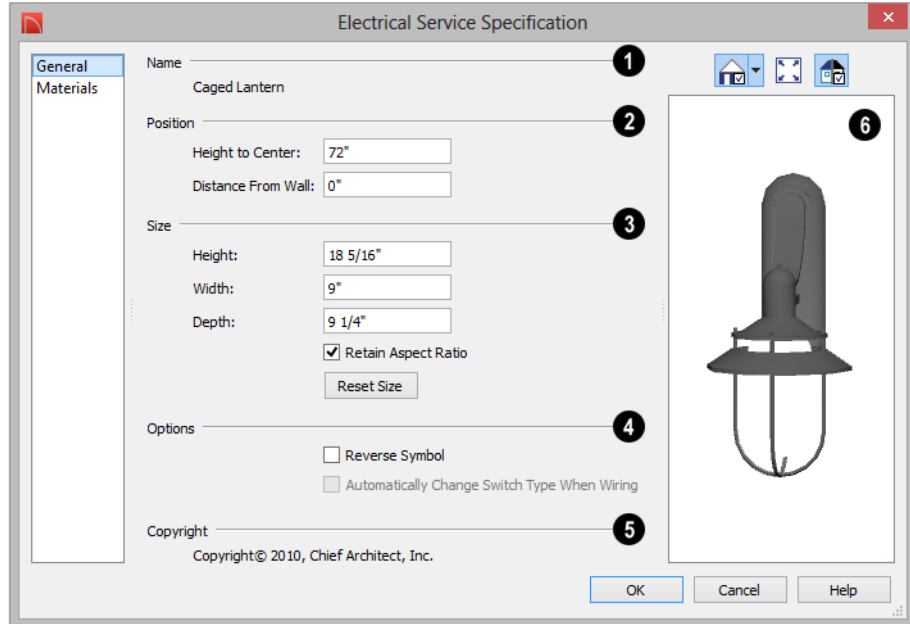 Electrical Service Specification
General
Materials
Name
1
Caged Lantern
Position
2
Height to Center: 72"
Distance From Wall: 0"
Size
3
Height: 18 5/16"
Width: 9"
Depth: 9 1/4"
Retain Aspect Ratio
Reset Size
Options
4
Reverse Symbol
Automatically Change Switch Type When Wiring
Copyright
5
Copyright© 2010, Chief Architect, Inc.
6
OK Cancel Help